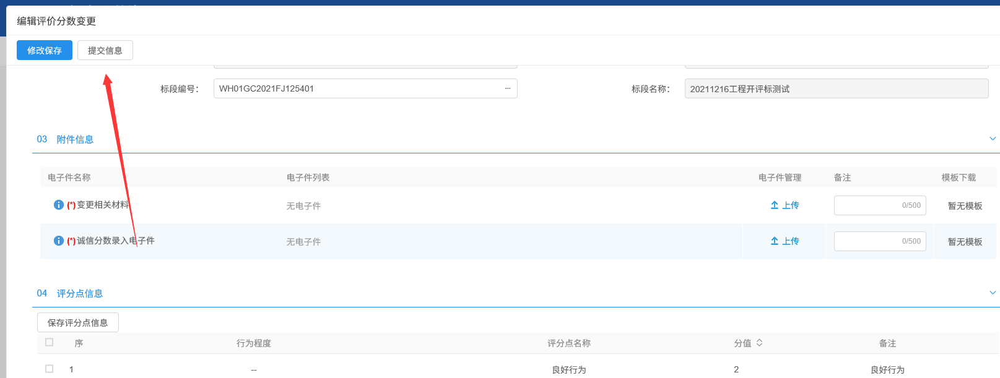 编辑评价分数变更
修改保存 提交信息
标段编号： WH01GC2021FJ125401 ··· 标段名称： 20211216工程开评标测试
03 附件信息
电子件名称 电子件列表 电子件管理 备注 模板下载
(*)变更相关材料 无电子件 上传 0/500 暂无模板
(*)诚信分数录入电子件 无电子件 上传 0/500 暂无模板
04 评分点信息
保存评分点信息
序 行为程度 评分点名称 分值 备注
1 -- 良好行为 2 良好行为